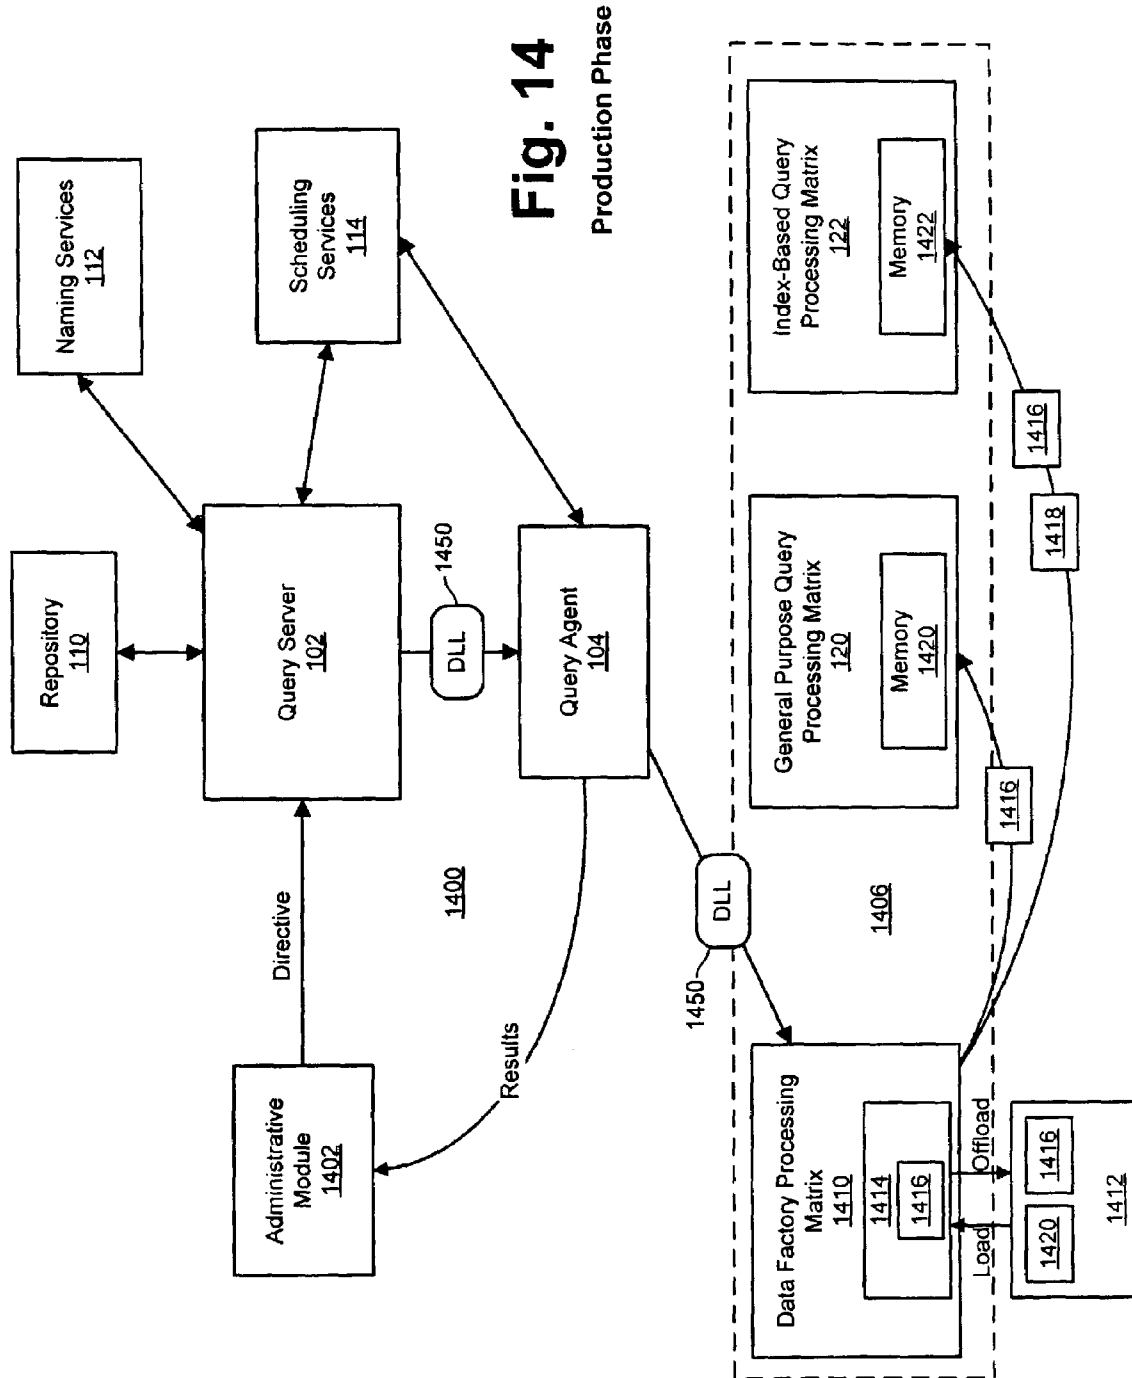 Repository
110
Naming Services
112
Administrative
Module
1402
Directive
Query Server
102
Scheduling
Services
114
1400
DLL
1450
Results
Query Agent
104
Fig. 14
Production Phase
1450
DLL
1406
Data Factory Processing
Matrix
1410
1414
1416
General Purpose Query
Processing Matrix
120
Memory
1420
Index-Based Query
Processing Matrix
122
Memory
1422
Load
Offload
1416
1416
1418
1420
1416
1412